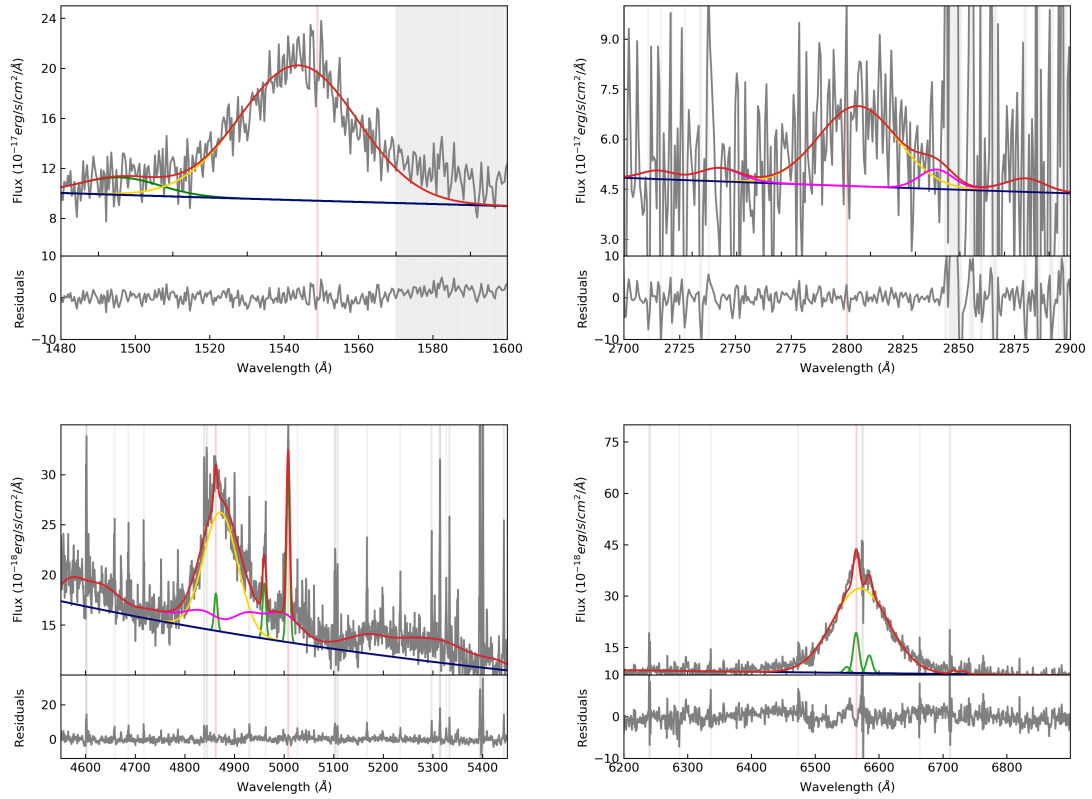 24
20
16
12
8
Flux (10⁻¹⁷erg/s/cm²/Å)
10
0
−10
Residuals
1480 1500 1520 1540 1560 1580 1600
Wavelength (Å)
9.0
7.5
6.0
4.5
3.0
Flux (10⁻¹⁷erg/s/cm²/Å)
10
0
−10
Residuals
2700 2725 2750 2775 2800 2825 2850 2875 2900
Wavelength (Å)
30
25
20
15
Flux (10⁻¹⁸erg/s/cm²/Å)
20
0
Residuals
4600 4700 4800 4900 5000 5100 5200 5300 5400
Wavelength (Å)
75
60
45
30
15
Flux (10⁻¹⁸erg/s/cm²/Å)
10
0
−10
Residuals
6200 6300 6400 6500 6600 6700 6800
Wavelength (Å)